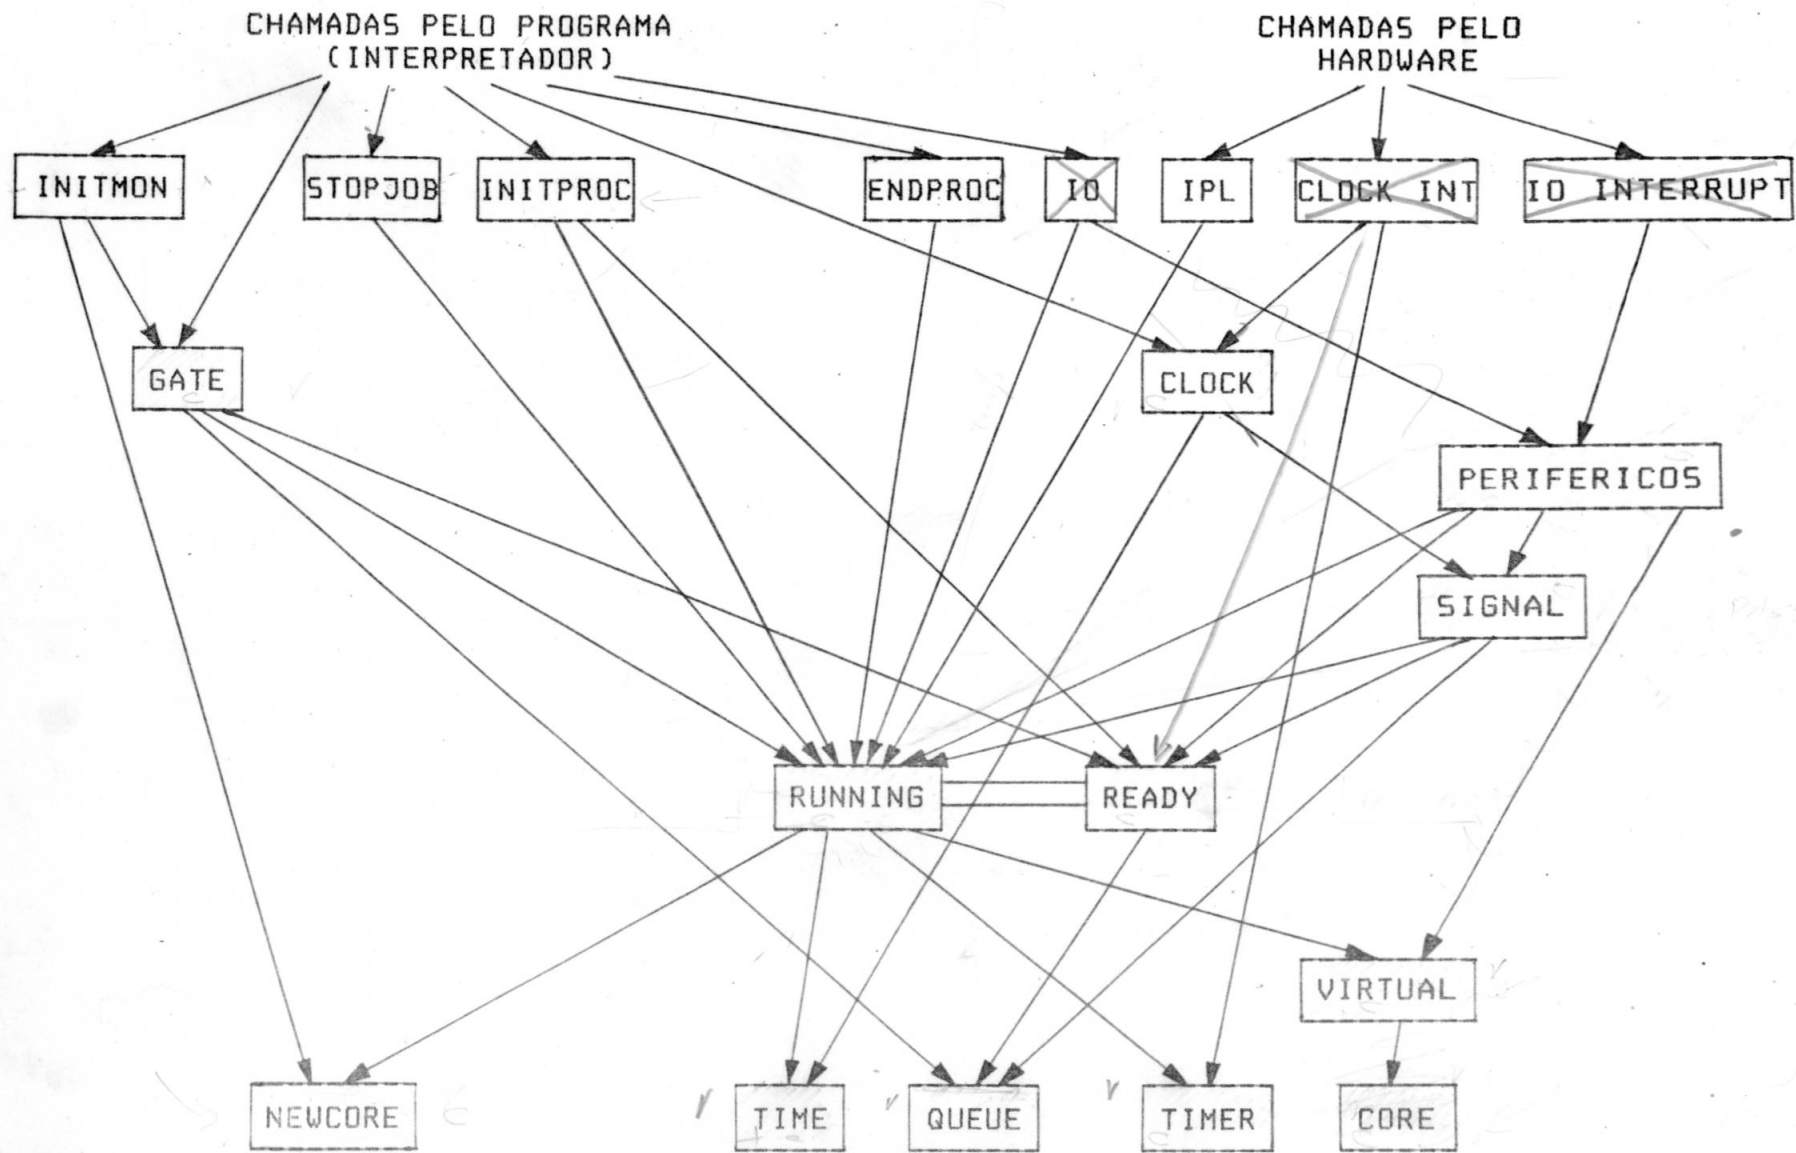 CHAMADAS PELO PROGRAMA
(INTERPRETADOR)
CHAMADAS PELO
HARDWARE
INITMON
STOPJOB
INITPROC
ENDPROC
IO
IPL
CLOCK INT
IO INTERRUPT
GATE
CLOCK
PERIFERICOS
SIGNAL
RUNNING
READY
VIRTUAL
NEWCORE
TIME
QUEUE
TIMER
CORE